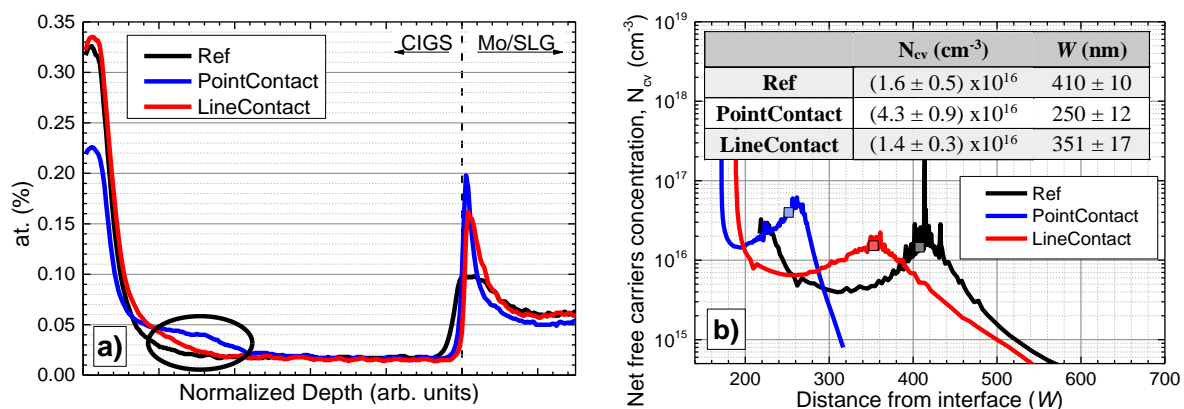 0.35
0.30
0.25
0.20
0.15
0.10
0.05
0.00
at. (%)
Ref
PointContact
LineContact
CIGS
Mo/SLG
a)
Normalized Depth (arb. units)
10^19
10^18
10^17
10^16
10^15
Net free carriers concentration, N_cv (cm^-3)
N_cv (cm^-3) W (nm)
Ref (1.6 ± 0.5) x10^16 410 ± 10
PointContact (4.3 ± 0.9) x10^16 250 ± 12
LineContact (1.4 ± 0.3) x10^16 351 ± 17
Ref
PointContact
LineContact
b)
200 300 400 500 600 700
Distance from interface (W)